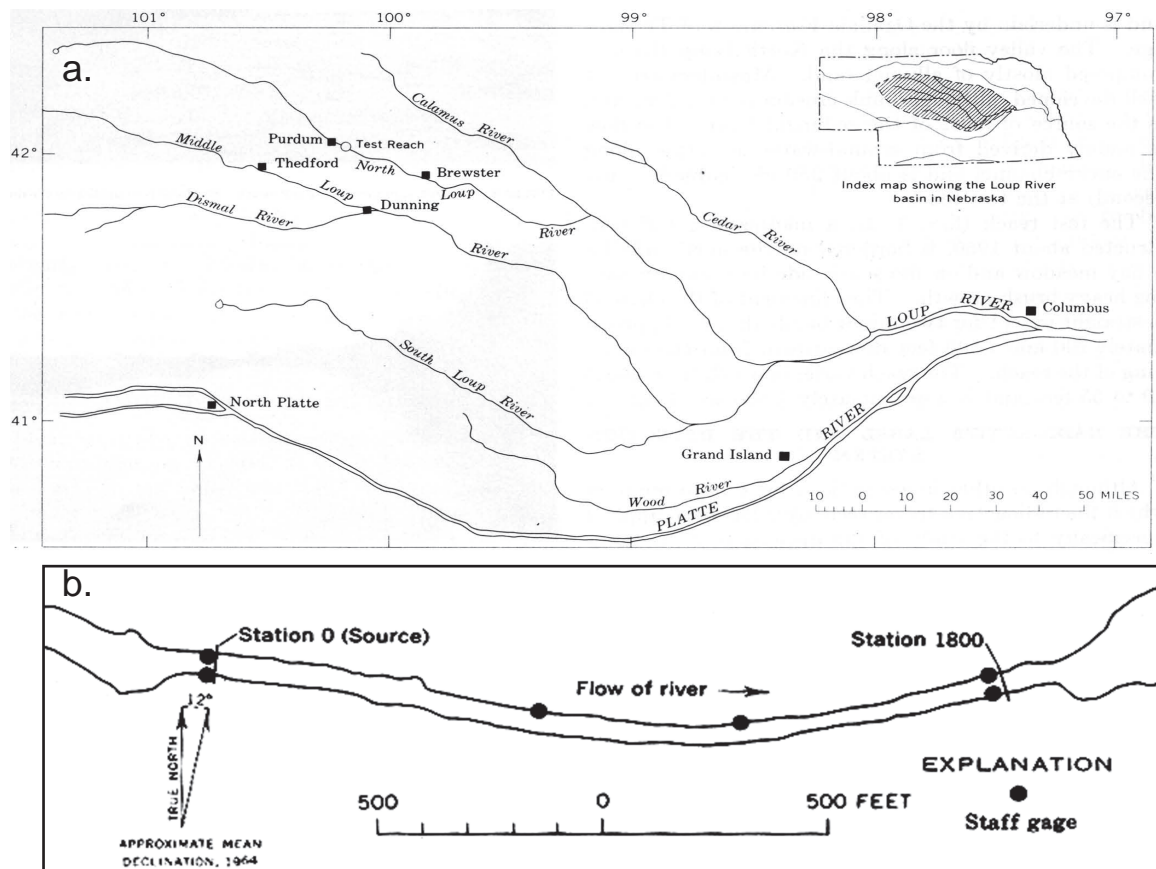 101°
100°
99°
98°
97°
a.
Calamus River
Purdum
Test Reach
42°
Middle
Thedford
North
Brewster
Index map showing the Loup River
basin in Nebraska
Loup
Loup
Dunning
Dismal River
River
River
Cedar
River
LOUP RIVER
Columbus
South
Loup
River
North Platte
41°
N
Grand Island
RIVER
Wood River
PLATTE
10 0 10 20 30 40 50 MILES
b.
Station 0 (Source)
Station 1800
Flow of river
12°
TRUE NORTH
APPROXIMATE MEAN
DECLINATION, 1964
500 0 500 FEET
EXPLANATION
Staff gage